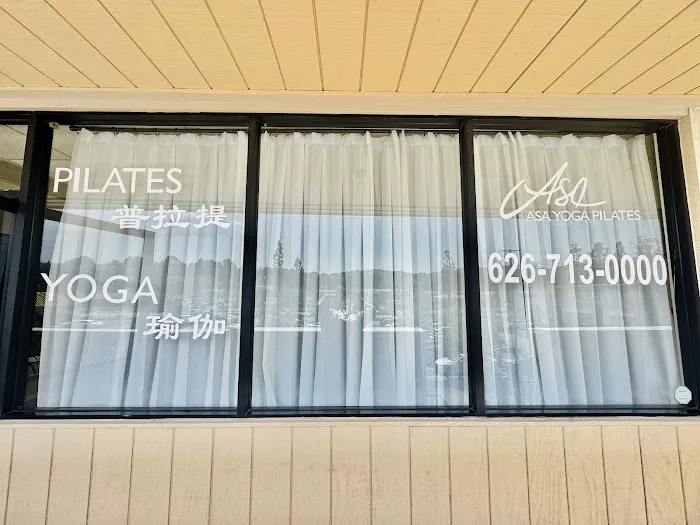 PILATES
普拉提
YOGA
瑜伽
Asa
ASA YOGA PILATES
626-713-0000